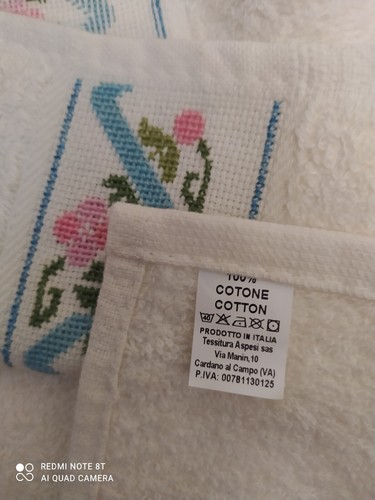 100%
COTONE
COTTON
40
PRODOTTO IN ITALIA
Tessitura Aspesi sas
Via Manin,10
Cardano al Campo (VA)
P.IVA: 00781130125
REDMI NOTE 8T
AI QUAD CAMERA